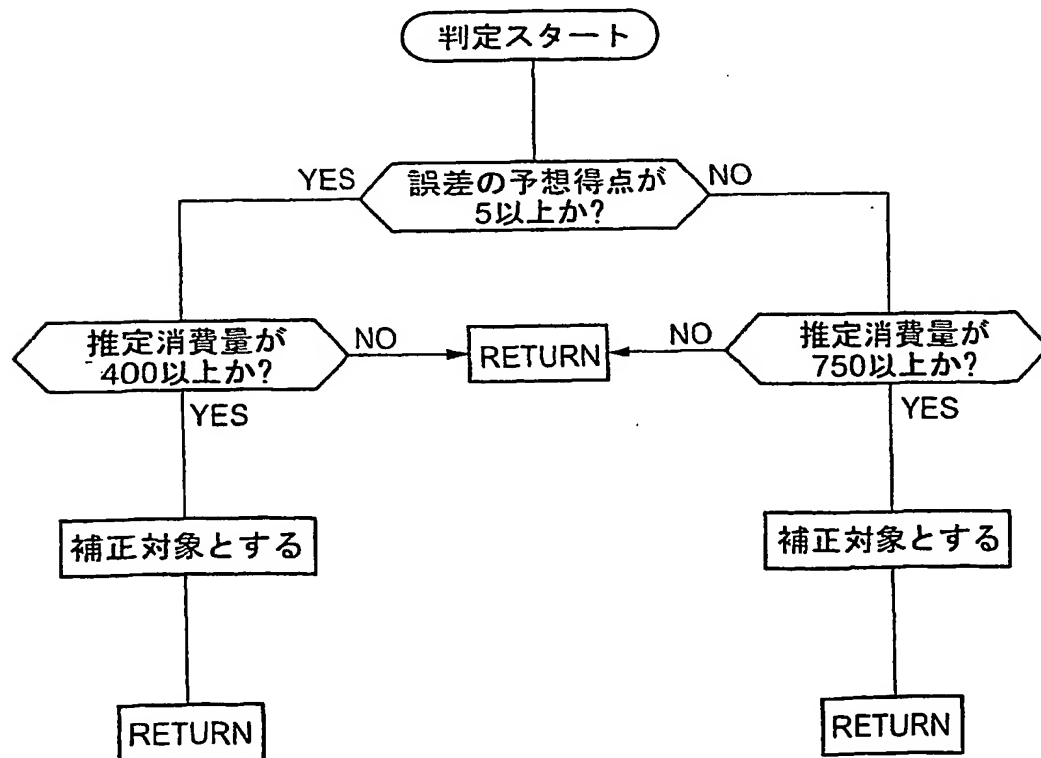 判定スタート
YES
誤差の予想得点が
5以上か?
NO
推定消費量が
400以上か?
NO
RETURN
NO
推定消費量が
750以上か?
YES
YES
補正対象とする
補正対象とする
RETURN
RETURN